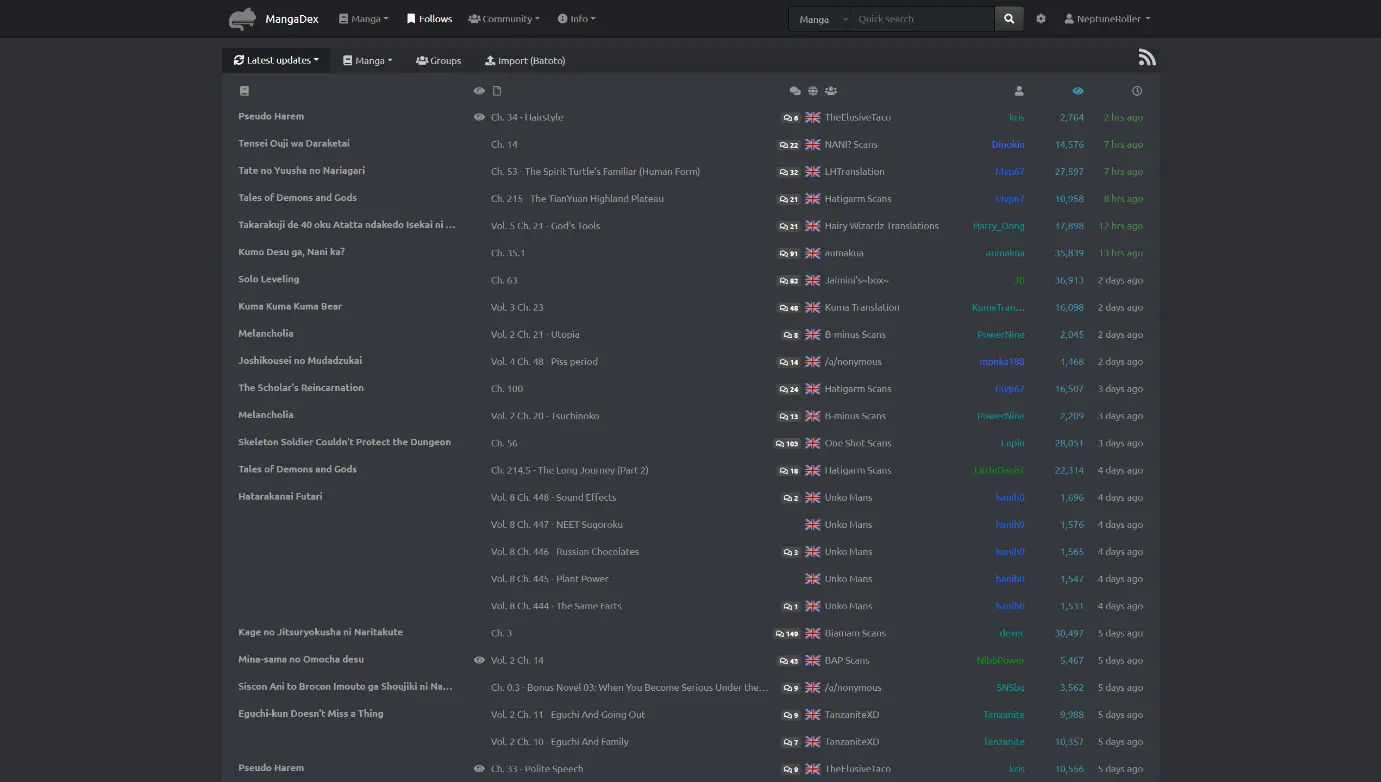 MangaDex Manga Follows Community Info Manga Quick search NeptuneRoller
Latest updates Manga Groups Import (Batoto)
Pseudo Harem Ch. 34 - Hairstyle 6 TheElusiveTaco kris 2,764 2 hrs ago
Tensei Ouji wa Daraketai Ch. 14 22 NANI? Scans Dinokin 14,576 7 hrs ago
Tate no Yuusha no Nariagari Ch. 53 - The Spirit Turtle's Familiar (Human Form) 32 LHTranslation Mvp67 27,597 7 hrs ago
Tales of Demons and Gods Ch. 215 - The TianYuan Highland Plateau 21 Hatigarm Scans Mvp67 10,958 8 hrs ago
Takarakuji de 40 oku Atatta ndakedo Isekai ni ... Vol. 5 Ch. 21 - God's Tools 21 Hairy Wizardz Translations Harry_Dong 17,898 12 hrs ago
Kumo Desu ga, Nani ka? Ch. 35.1 91 aumakua aumakua 35,839 13 hrs ago
Solo Leveling Ch. 63 82 Jaimini's~box~ JB 36,913 2 days ago
Kuma Kuma Kuma Bear Vol. 3 Ch. 23 48 Kuma Translation KumaTran... 16,098 2 days ago
Melancholia Vol. 2 Ch. 21 - Utopia 8 B-minus Scans PowerNine 2,045 2 days ago
Joshikousei no Mudadzukai Vol. 4 Ch. 48 - Piss period 14 /a/nonymous monka188 1,468 2 days ago
The Scholar's Reincarnation Ch. 100 24 Hatigarm Scans Mvp67 16,507 3 days ago
Melancholia Vol. 2 Ch. 20 - Tsuchinoko 13 B-minus Scans PowerNine 2,209 3 days ago
Skeleton Soldier Couldn't Protect the Dungeon Ch. 56 103 One Shot Scans Lupin 28,051 3 days ago
Tales of Demons and Gods Ch. 214.5 - The Long Journey (Part 2) 18 Hatigarm Scans 22,314 4 days ago
Hatarakanai Futari Vol. 8 Ch. 448 - Sound Effects 2 Unko Mans hanih0 1,696 4 days ago
Vol. 8 Ch. 447 - NEET Sugoroku Unko Mans hanih0 1,576 4 days ago
Vol. 8 Ch. 446 - Russian Chocolates 3 Unko Mans hanih0 1,565 4 days ago
Vol. 8 Ch. 445 - Plant Power Unko Mans hanih0 1,547 4 days ago
Vol. 8 Ch. 444 - The Same Farts 1 Unko Mans hanih0 1,531 4 days ago
Kage no Jitsuryokusha ni Naritakute Ch. 3 149 Biamam Scans dexer 30,497 5 days ago
Mina-sama no Omocha desu Vol. 2 Ch. 14 43 BAP Scans NibbPower 5,467 5 days ago
Siscon Ani to Brocon Imouto ga Shoujiki ni Na... Ch. 0.3 - Bonus Novel 03: When You Become Serious Under the... 9 /a/nonymous SNSbu 3,562 5 days ago
Eguchi-kun Doesn't Miss a Thing Vol. 2 Ch. 11 - Eguchi And Going Out 9 TanzaniteXD Tanzanite 9,988 5 days ago
Vol. 2 Ch. 10 - Eguchi And Family 7 TanzaniteXD Tanzanite 10,357 5 days ago
Pseudo Harem Ch. 33 - Polite Speech 9 TheElusiveTaco kris 10,556 5 days ago